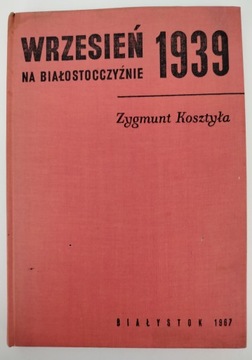 WRZESIEŃ 1939
NA BIAŁOSTOCCZYŹNIE
Zygmunt Kosztyła
BIAŁYSTOK 1967